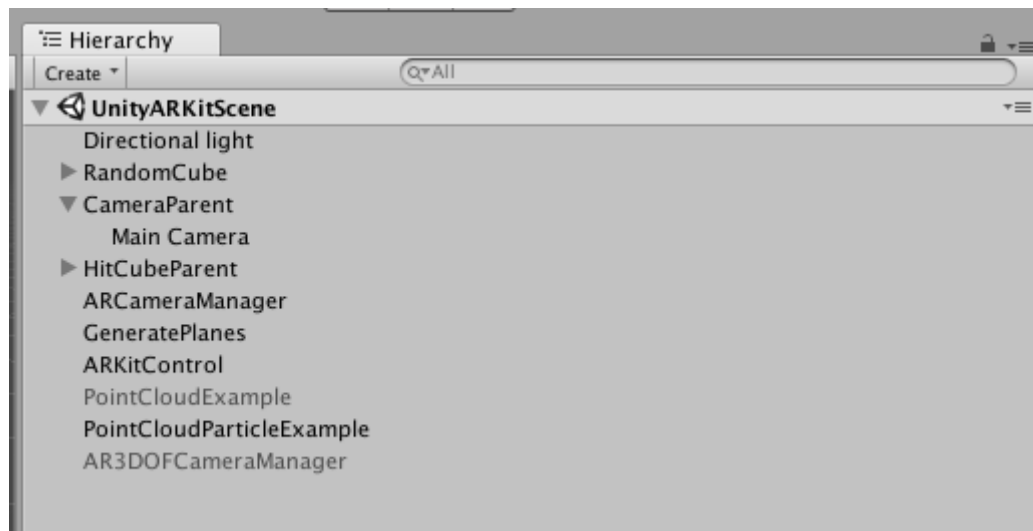 Hierarchy
Create All
UnityARKitScene
Directional light
RandomCube
CameraParent
Main Camera
HitCubeParent
ARCameraManager
GeneratePlanes
ARKitControl
PointCloudExample
PointCloudParticleExample
AR3DOFCameraManager